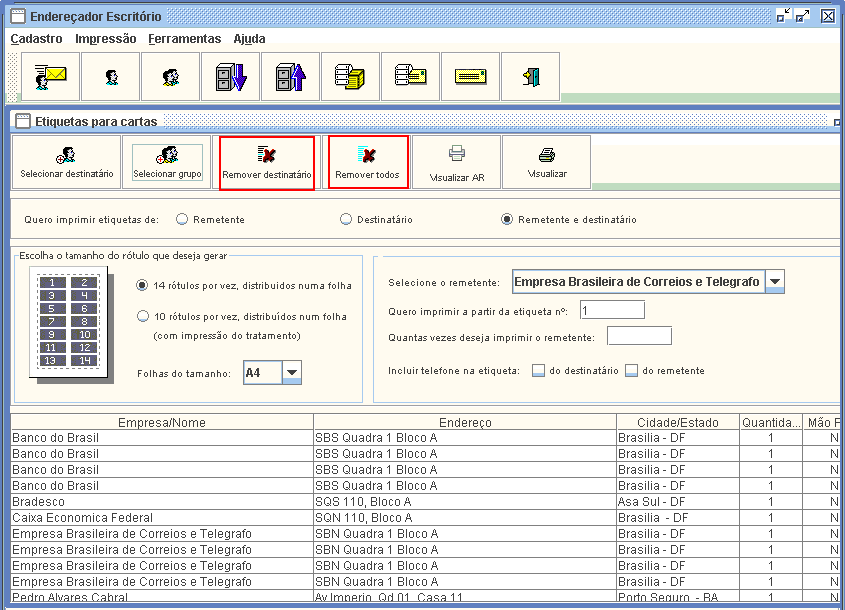 Endereçador Escritório
Cadastro Impressão Ferramentas Ajuda
Etiquetas para cartas
Selecionar destinatário Selecionar grupo Remover destinatário Remover todos Visualizar AR Visualizar
Quero imprimir etiquetas de: Remetente Destinatário Remetente e destinatário
Escolha o tamanho do rótulo que deseja gerar
1 2
3 4
5 6
7 8
9 10
11 12
13 14
14 rótulos por vez, distribuídos numa folha
10 rótulos por vez, distribuídos num folha
(com impressão do tratamento)
Folhas do tamanho: A4
Selecione o remetente: Empresa Brasileira de Correios e Telegrafo
Quero imprimir a partir da etiqueta nº: 1
Quantas vezes deseja imprimir o remetente:
Incluir telefone na etiqueta: do destinatário do remetente
Empresa/Nome Endereço Cidade/Estado Quantida... Mão F
Banco do Brasil SBS Quadra 1 Bloco A Brasilia - DF 1 N
Banco do Brasil SBS Quadra 1 Bloco A Brasilia - DF 1 N
Banco do Brasil SBS Quadra 1 Bloco A Brasilia - DF 1 N
Banco do Brasil SBS Quadra 1 Bloco A Brasilia - DF 1 N
Bradesco SQS 110, Bloco A Asa Sul - DF 1 N
Caixa Economica Federal SQN 110, Bloco A Brasilia - DF 1 N
Empresa Brasileira de Correios e Telegrafo SBN Quadra 1 Bloco A Brasilia - DF 1 N
Empresa Brasileira de Correios e Telegrafo SBN Quadra 1 Bloco A Brasilia - DF 1 N
Empresa Brasileira de Correios e Telegrafo SBN Quadra 1 Bloco A Brasilia - DF 1 N
Empresa Brasileira de Correios e Telegrafo SBN Quadra 1 Bloco A Brasilia - DF 1 N
Pedro Alvares Cabral Av Imperio, Qd 01, Casa 11 Porto Seguro - BA 1 N